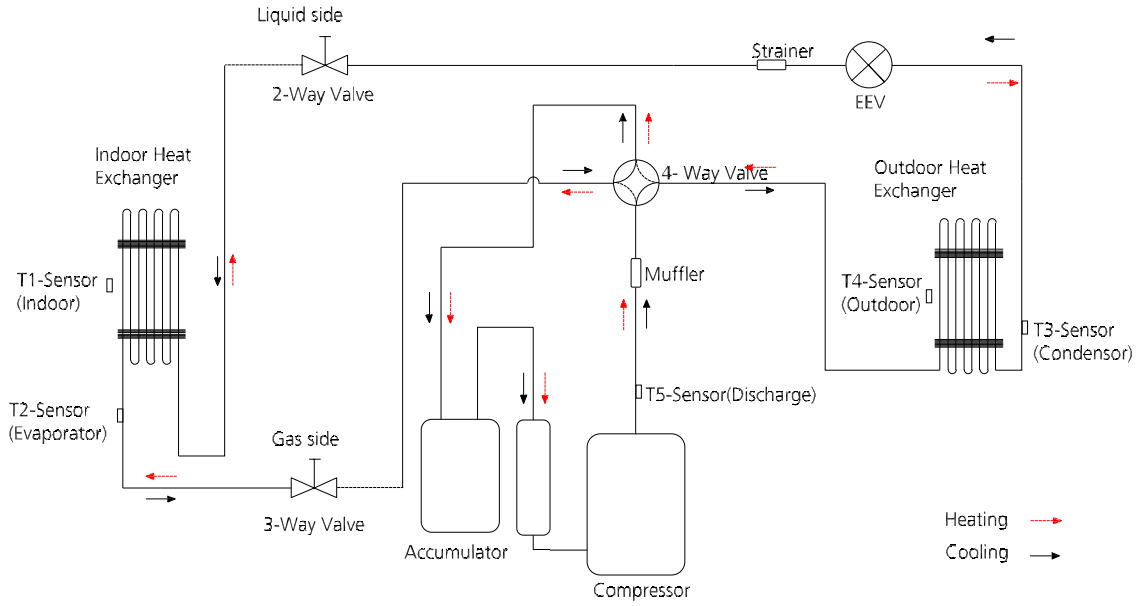 Liquid side
2-Way Valve
Strainer
EEV
Indoor Heat
Exchanger
4- Way Valve
Outdoor Heat
Exchanger
T1-Sensor
(Indoor)
Muffler
T4-Sensor
(Outdoor)
T3-Sensor
(Condensor)
T5-Sensor(Discharge)
T2-Sensor
(Evaporator)
Gas side
3-Way Valve
Accumulator
Compressor
Heating
Cooling